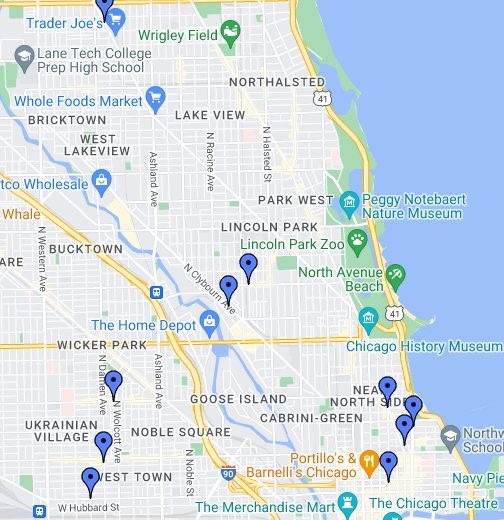 Trader Joe's
Wrigley Field
Lane Tech College
Prep High School
NORTHALSTED
41
Whole Foods Market
BRICKTOWN
LAKE VIEW
WEST
LAKEVIEW
N Racine Ave
N Halsted St
Ashland Ave
tco Wholesale
PARK WEST
Peggy Notebaert
Nature Museum
Whale
LINCOLN PARK
Lincoln Park Zoo
N Western Ave
BUCKTOWN
ARE
North Avenue
Beach
N Clybourn Ave
41
The Home Depot
Chicago History Museum
WICKER PARK
N Damen Ave
Ashland Ave
N Wolcott Ave
GOOSE ISLAND
NEA
NORTH SIDE
CABRINI-GREEN
UKRAINIAN
VILLAGE
NOBLE SQUARE
Northw
School
N Noble St
Portillo's &
Barnelli's Chicago
WEST TOWN
90
Navy Pie
W Hubbard St
The Merchandise Mart
The Chicago Theatre